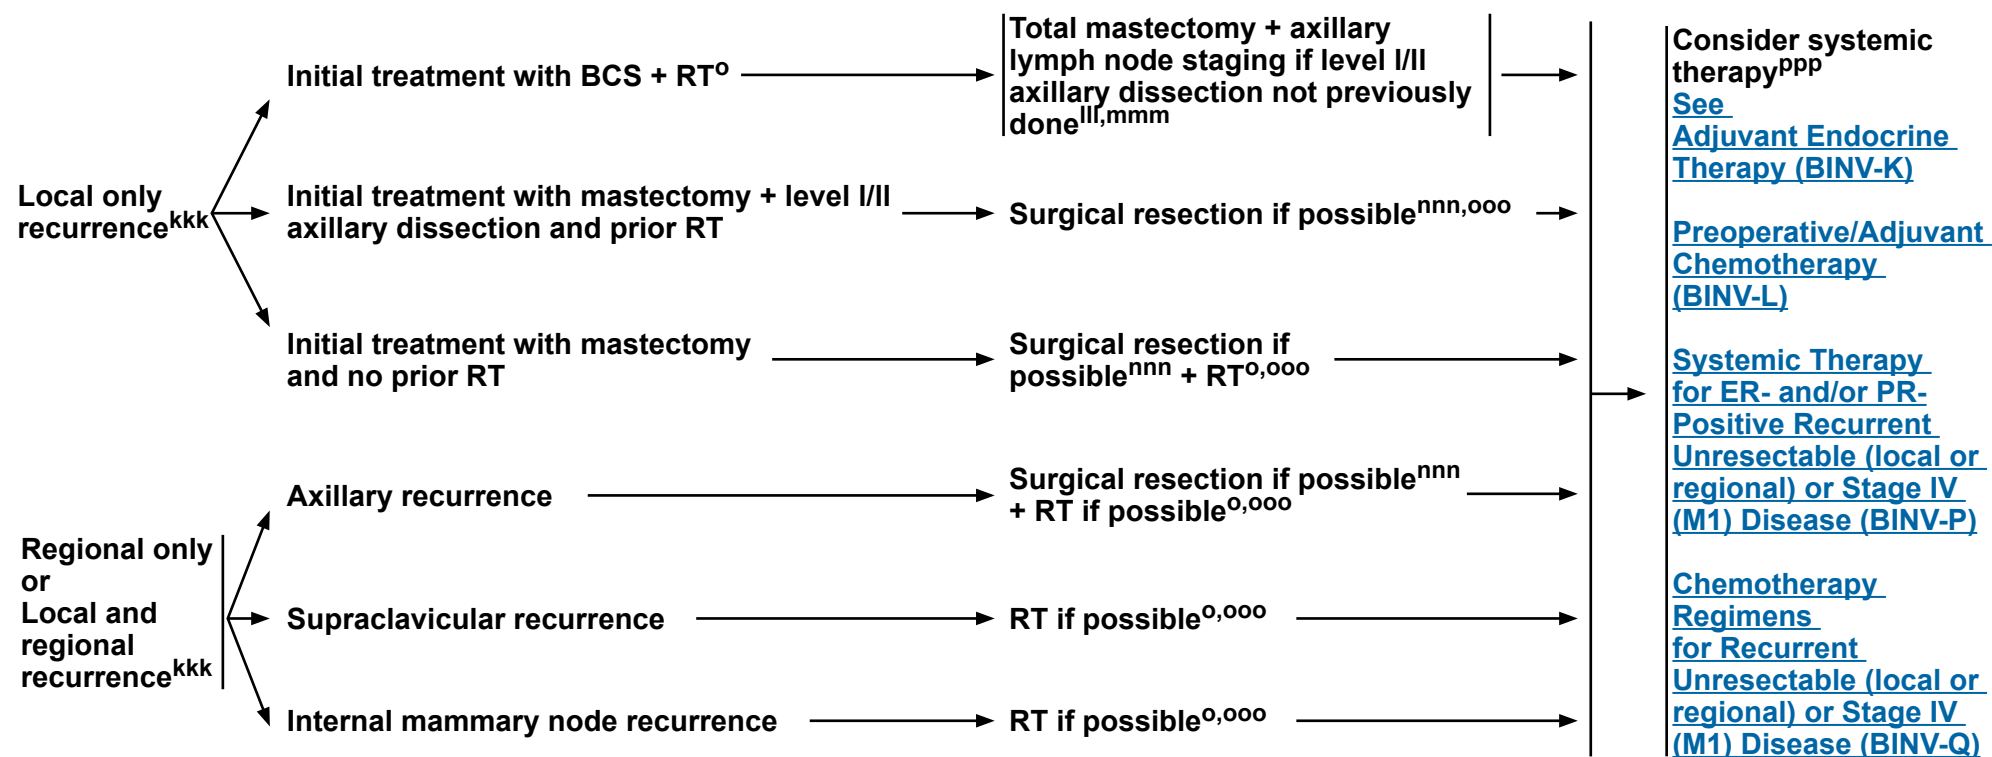 Local only
recurrencekkk
Initial treatment with BCS + RTo
Total mastectomy + axillary
lymph node staging if level I/II
axillary dissection not previously
donelll,mmm
Initial treatment with mastectomy + level I/II
axillary dissection and prior RT
Surgical resection if possiblennn,ooo
Initial treatment with mastectomy
and no prior RT
Surgical resection if
possiblennn + RTo,ooo
Regional only
or
Local and
regional
recurrencekkk
Axillary recurrence
Surgical resection if possiblennn
+ RT if possibleo,ooo
Supraclavicular recurrence
RT if possibleo,ooo
Internal mammary node recurrence
RT if possibleo,ooo
Consider systemic
therapyppp
See
Adjuvant Endocrine
Therapy (BINV-K)
Preoperative/Adjuvant
Chemotherapy
(BINV-L)
Systemic Therapy
for ER- and/or PR-
Positive Recurrent
Unresectable (local or
regional) or Stage IV
(M1) Disease (BINV-P)
Chemotherapy
Regimens
for Recurrent
Unresectable (local or
regional) or Stage IV
(M1) Disease (BINV-Q)